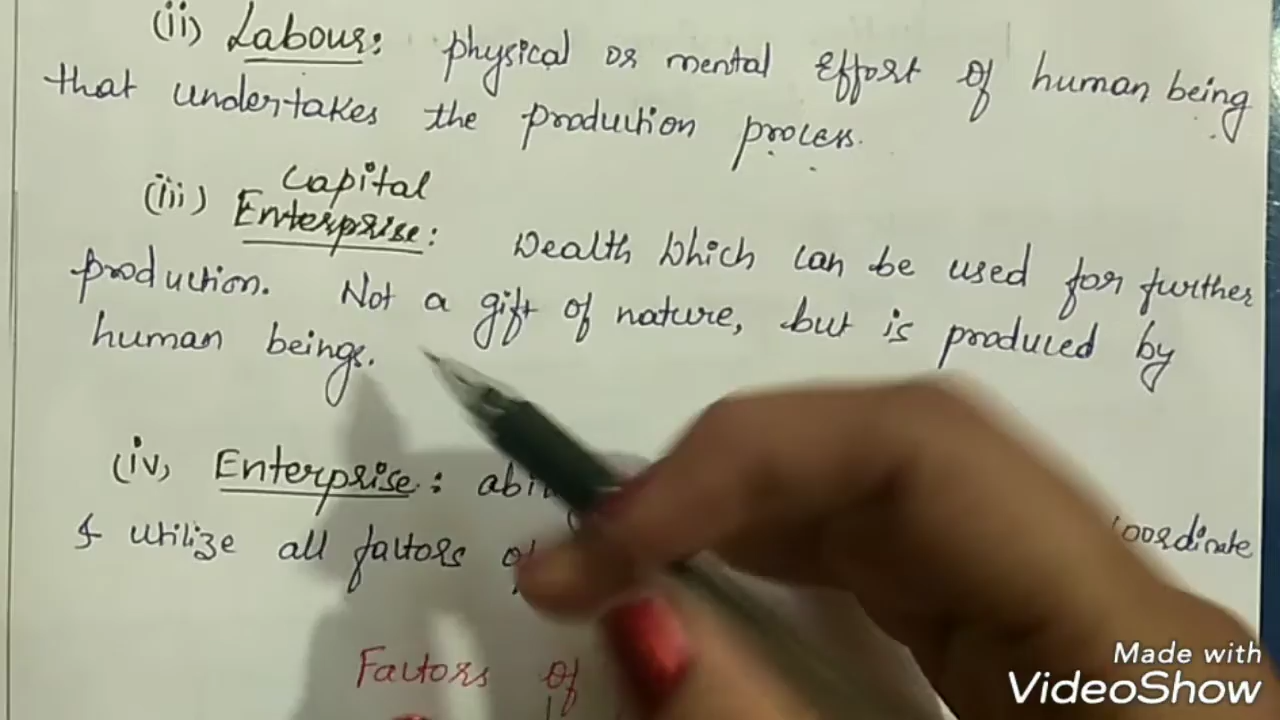 (ii) Labour: physical or mental effort of human being
that undertakes the production process.
Capital
(iii) Enterprise: Wealth which can be used for further
production. Not a gift of nature, but is produced by
human beings.
(iv) Enterprise:
& utilize all factors of
Factors of
Made with
VideoShow